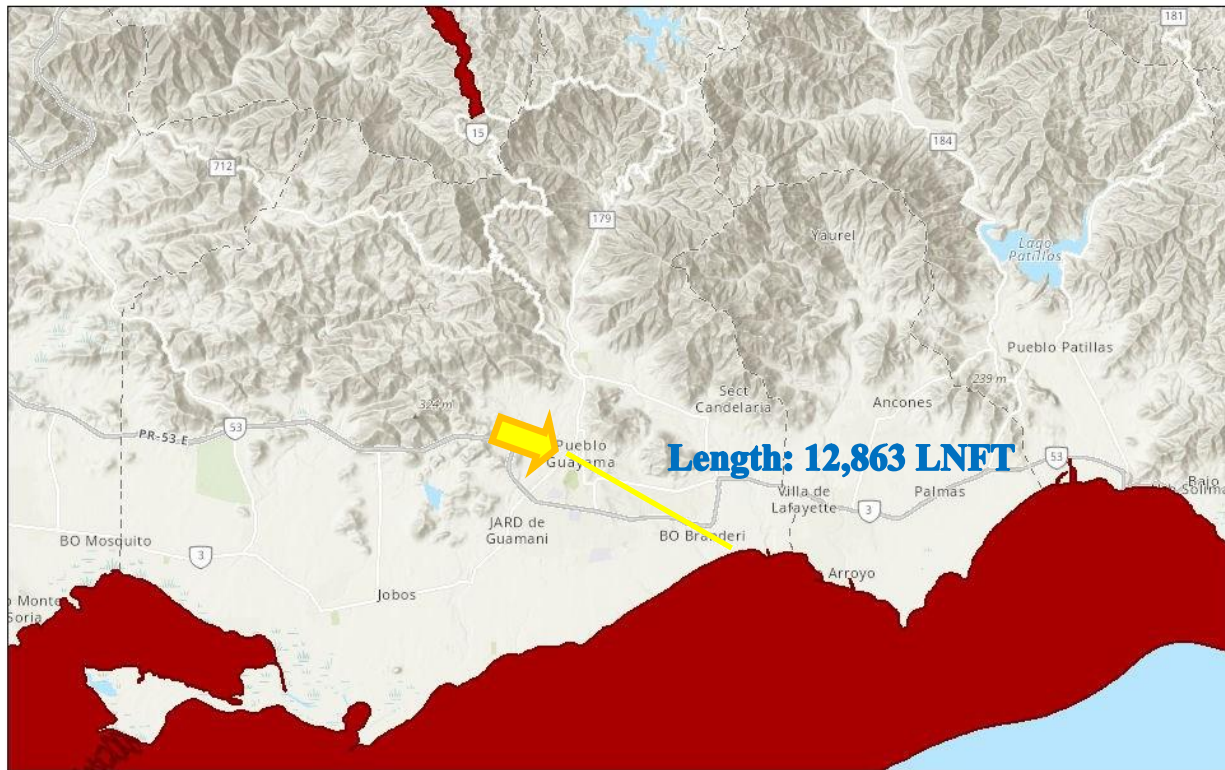 181
15
184
712
179
Yaurel
Lago
Patillas
Pueblo Patillas
239 m
Sect
Candelaria
Ancones
324 m
53
PR-53 E
Pueblo
Guayama
Length: 12,863 LNFT
53
Bajo
Villa de
Lafayette
Palmas
3
JARD de
Guamani
BO Branderi
BO Mosquito
3
Arroyo
Jobos
Monte
Soria